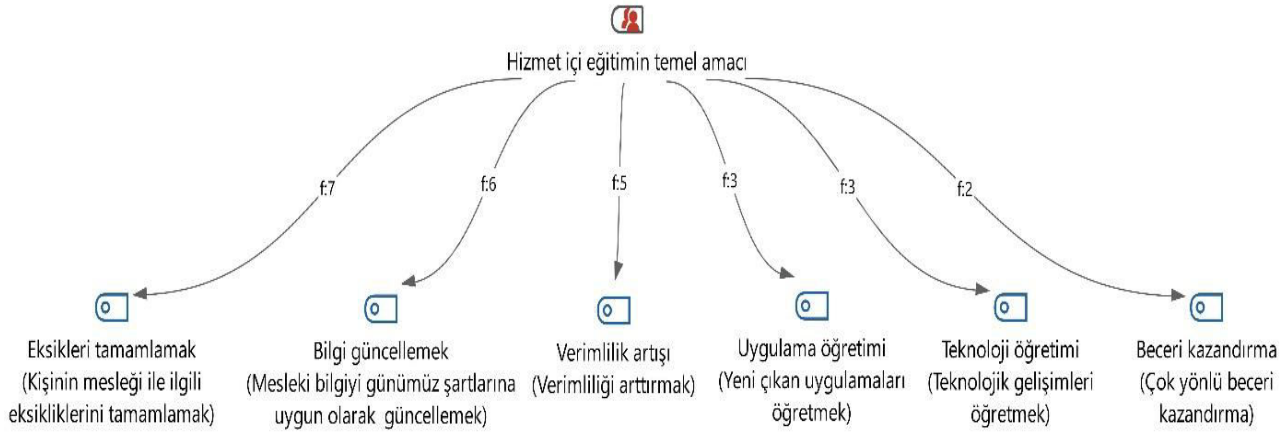 Hizmet içi eğitimin temel amacı
f:7
f:6
f:5
f:3
f:3
f:2
Eksikleri tamamlamak
(Kişinin mesleği ile ilgili
eksikliklerini tamamlamak)
Bilgi güncellemek
(Mesleki bilgiyi günümüz şartlarına
uygun olarak güncellemek)
Verimlilik artışı
(Verimliliği arttırmak)
Uygulama öğretimi
(Yeni çıkan uygulamaları
öğretmek)
Teknoloji öğretimi
(Teknolojik gelişimleri
öğretmek)
Beceri kazandırma
(Çok yönlü beceri
kazandırma)